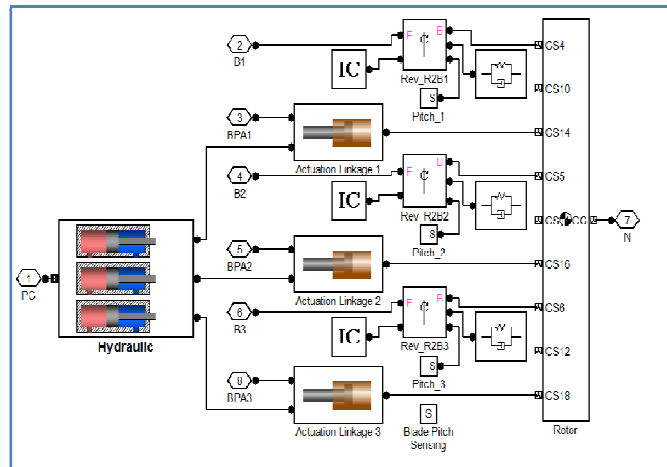 2
B1
F
B
IC
Rev_R2B1
S
Pitch_1
CS4
CS10
3
BPA1
Actuation Linkage 1
CS14
4
B2
F
IC
Rev_R2B2
S
Pitch_2
CS5
CG
7
N
1
PC
Hydraulic
5
BPA2
Actuation Linkage 2
CS16
6
B3
F
B
IC
Rev_R2B3
S
Pitch_3
CS6
CS12
8
BPA3
Actuation Linkage 3
S
Blade Pitch
Sensing
CS18
Rotor